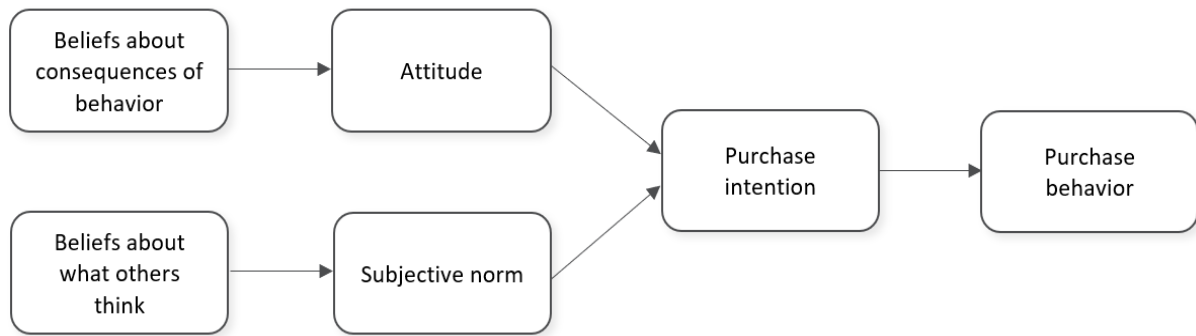 Beliefs about
consequences of
behavior
Attitude
Purchase
intention
Purchase
behavior
Beliefs about
what others
think
Subjective norm